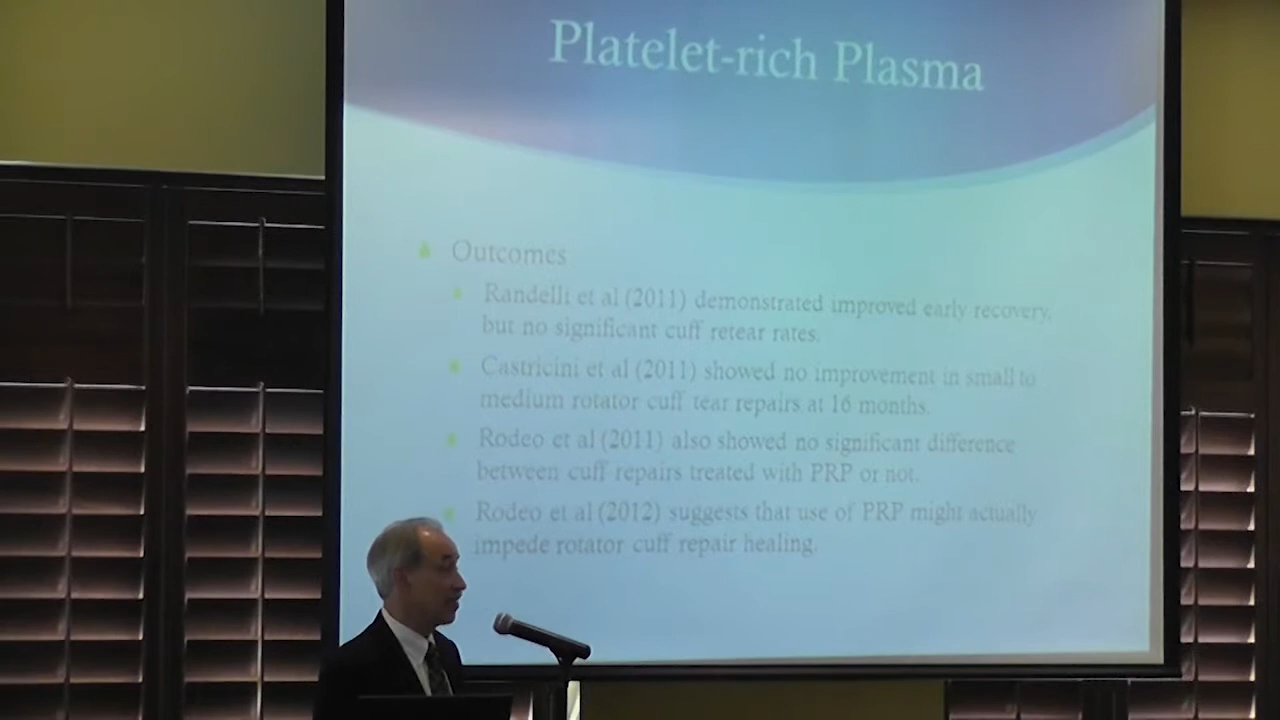 Platelet-rich Plasma
Outcomes
Randelli et al (2011) demonstrated improved early recovery,
but no significant cuff retear rates.
Castricini et al (2011) showed no improvement in small to
medium rotator cuff tear repairs at 16 months.
Rodeo et al (2011) also showed no significant difference
between cuff repairs treated with PRP or not.
Rodeo et al (2012) suggests that use of PRP might actually
impede rotator cuff repair healing.